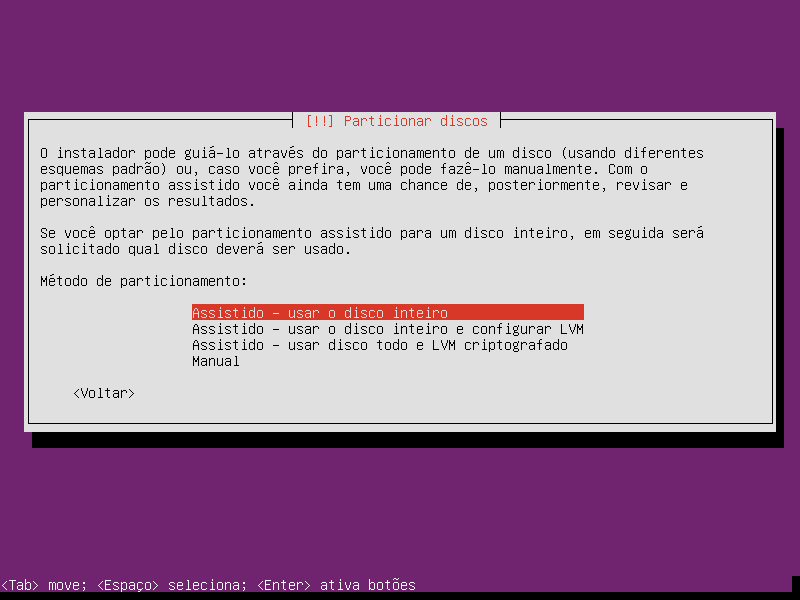 [!!] Particionar discos
O instalador pode guiá-lo através do particionamento de um disco (usando diferentes
esquemas padrão) ou, caso você prefira, você pode fazê-lo manualmente. Com o
particionamento assistido você ainda tem uma chance de, posteriormente, revisar e
personalizar os resultados.
Se você optar pelo particionamento assistido para um disco inteiro, em seguida será
solicitado qual disco deverá ser usado.
Método de particionamento:
Assistido - usar o disco inteiro
Assistido - usar o disco inteiro e configurar LVM
Assistido - usar disco todo e LVM criptografado
Manual
<Voltar>
<Tab> move; <Espaço> seleciona; <Enter> ativa botões